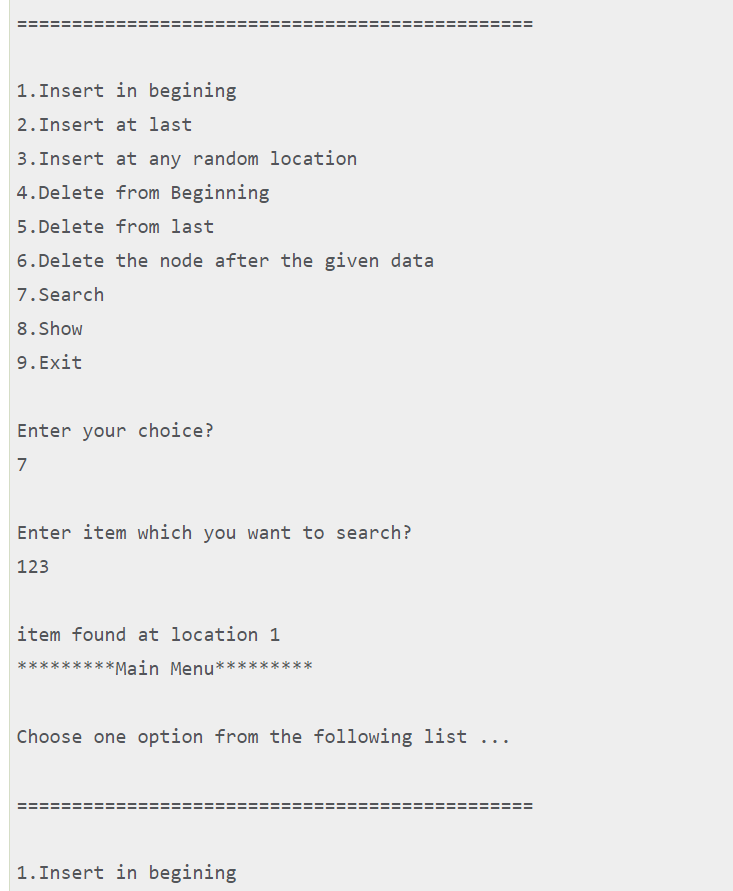 ===============================================
1.Insert in begining
2.Insert at last
3.Insert at any random location
4.Delete from Beginning
5.Delete from last
6.Delete the node after the given data
7.Search
8.Show
9.Exit
Enter your choice?
7
Enter item which you want to search?
123
item found at location 1
*********Main Menu*********
Choose one option from the following list ...
===============================================
1.Insert in begining